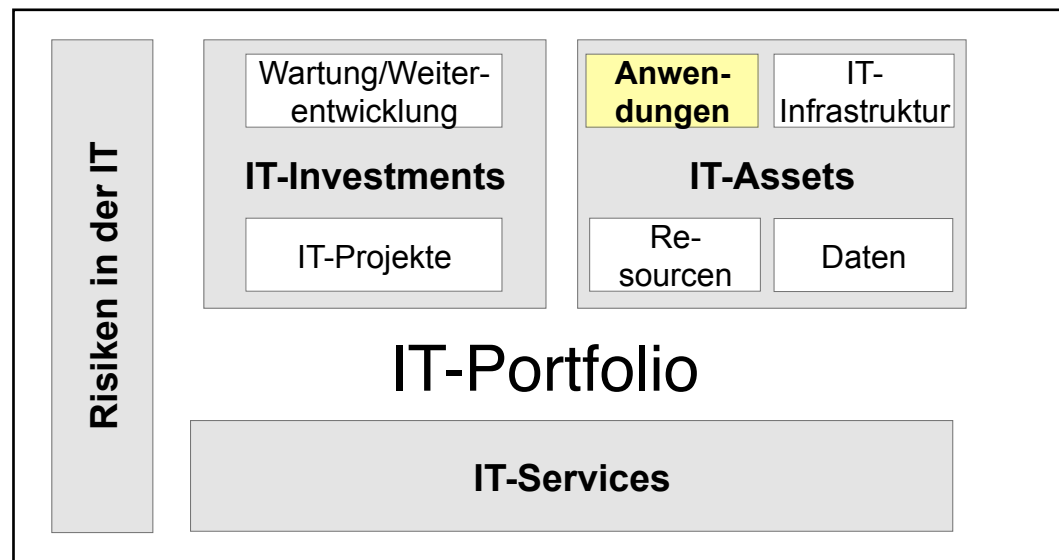 Risiken in der IT
Wartung/Weiter-
entwicklung
IT-Investments
IT-Projekte
Anwen-
dungen
IT-
Infrastruktur
IT-Assets
Re-
sourcen
Daten
IT-Portfolio
IT-Services